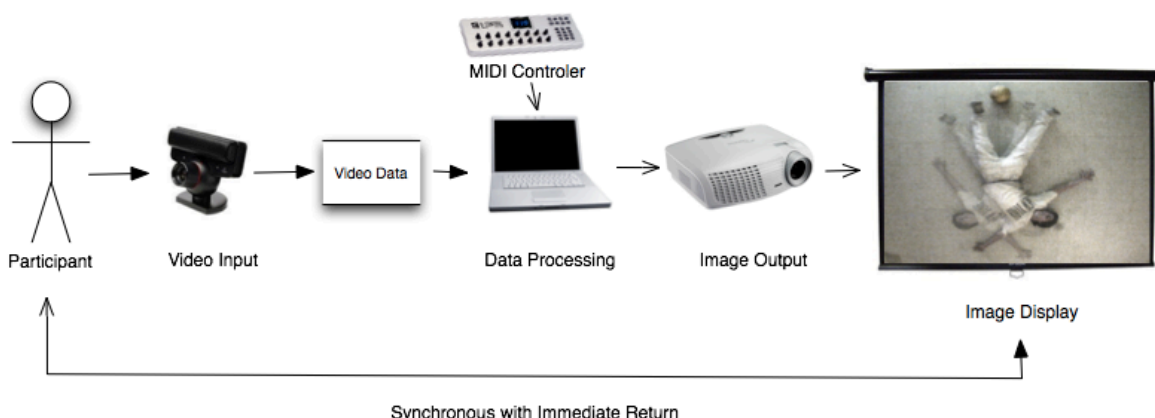 MIDI Controler
Video Data
Participant
Video Input
Data Processing
Image Output
Image Display
Synchronous with Immediate Return